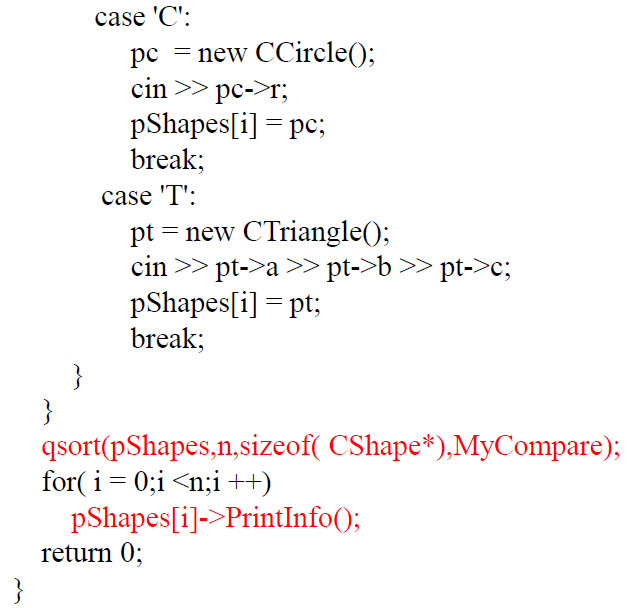 case 'C':
pc = new CCircle();
cin >> pc->r;
pShapes[i] = pc;
break;
case 'T':
pt = new CTriangle();
cin >> pt->a >> pt->b >> pt->c;
pShapes[i] = pt;
break;
}
}
qsort(pShapes,n,sizeof( CShape*),MyCompare);
for( i = 0;i <n;i ++)
pShapes[i]->PrintInfo();
return 0;
}